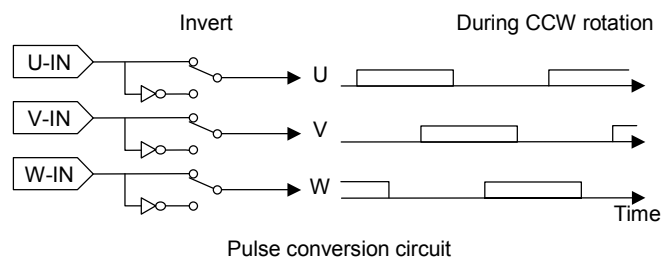 Invert
During CCW rotation
U-IN
U
V-IN
V
W-IN
W
Time
Pulse conversion circuit